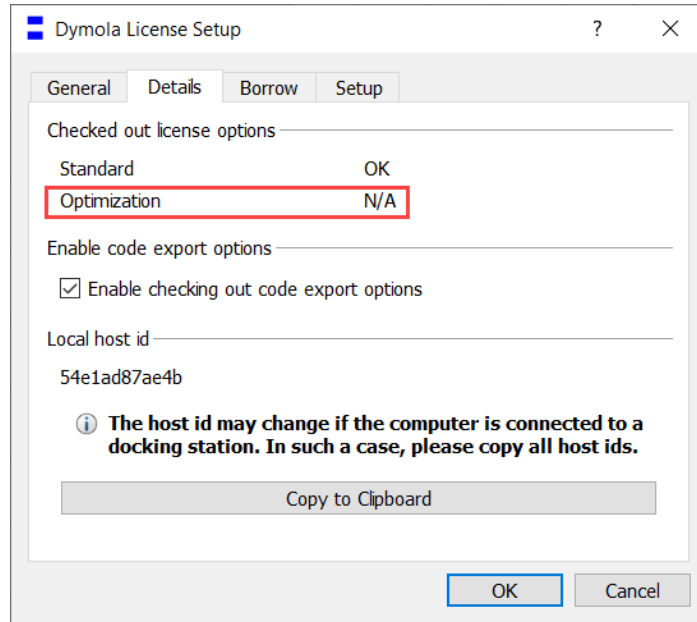 Dymola License Setup ?
General Details Borrow Setup
Checked out license options
Standard OK
Optimization N/A
Enable code export options
Enable checking out code export options
Local host id
54e1ad87ae4b
The host id may change if the computer is connected to a
docking station. In such a case, please copy all host ids.
Copy to Clipboard
OK Cancel